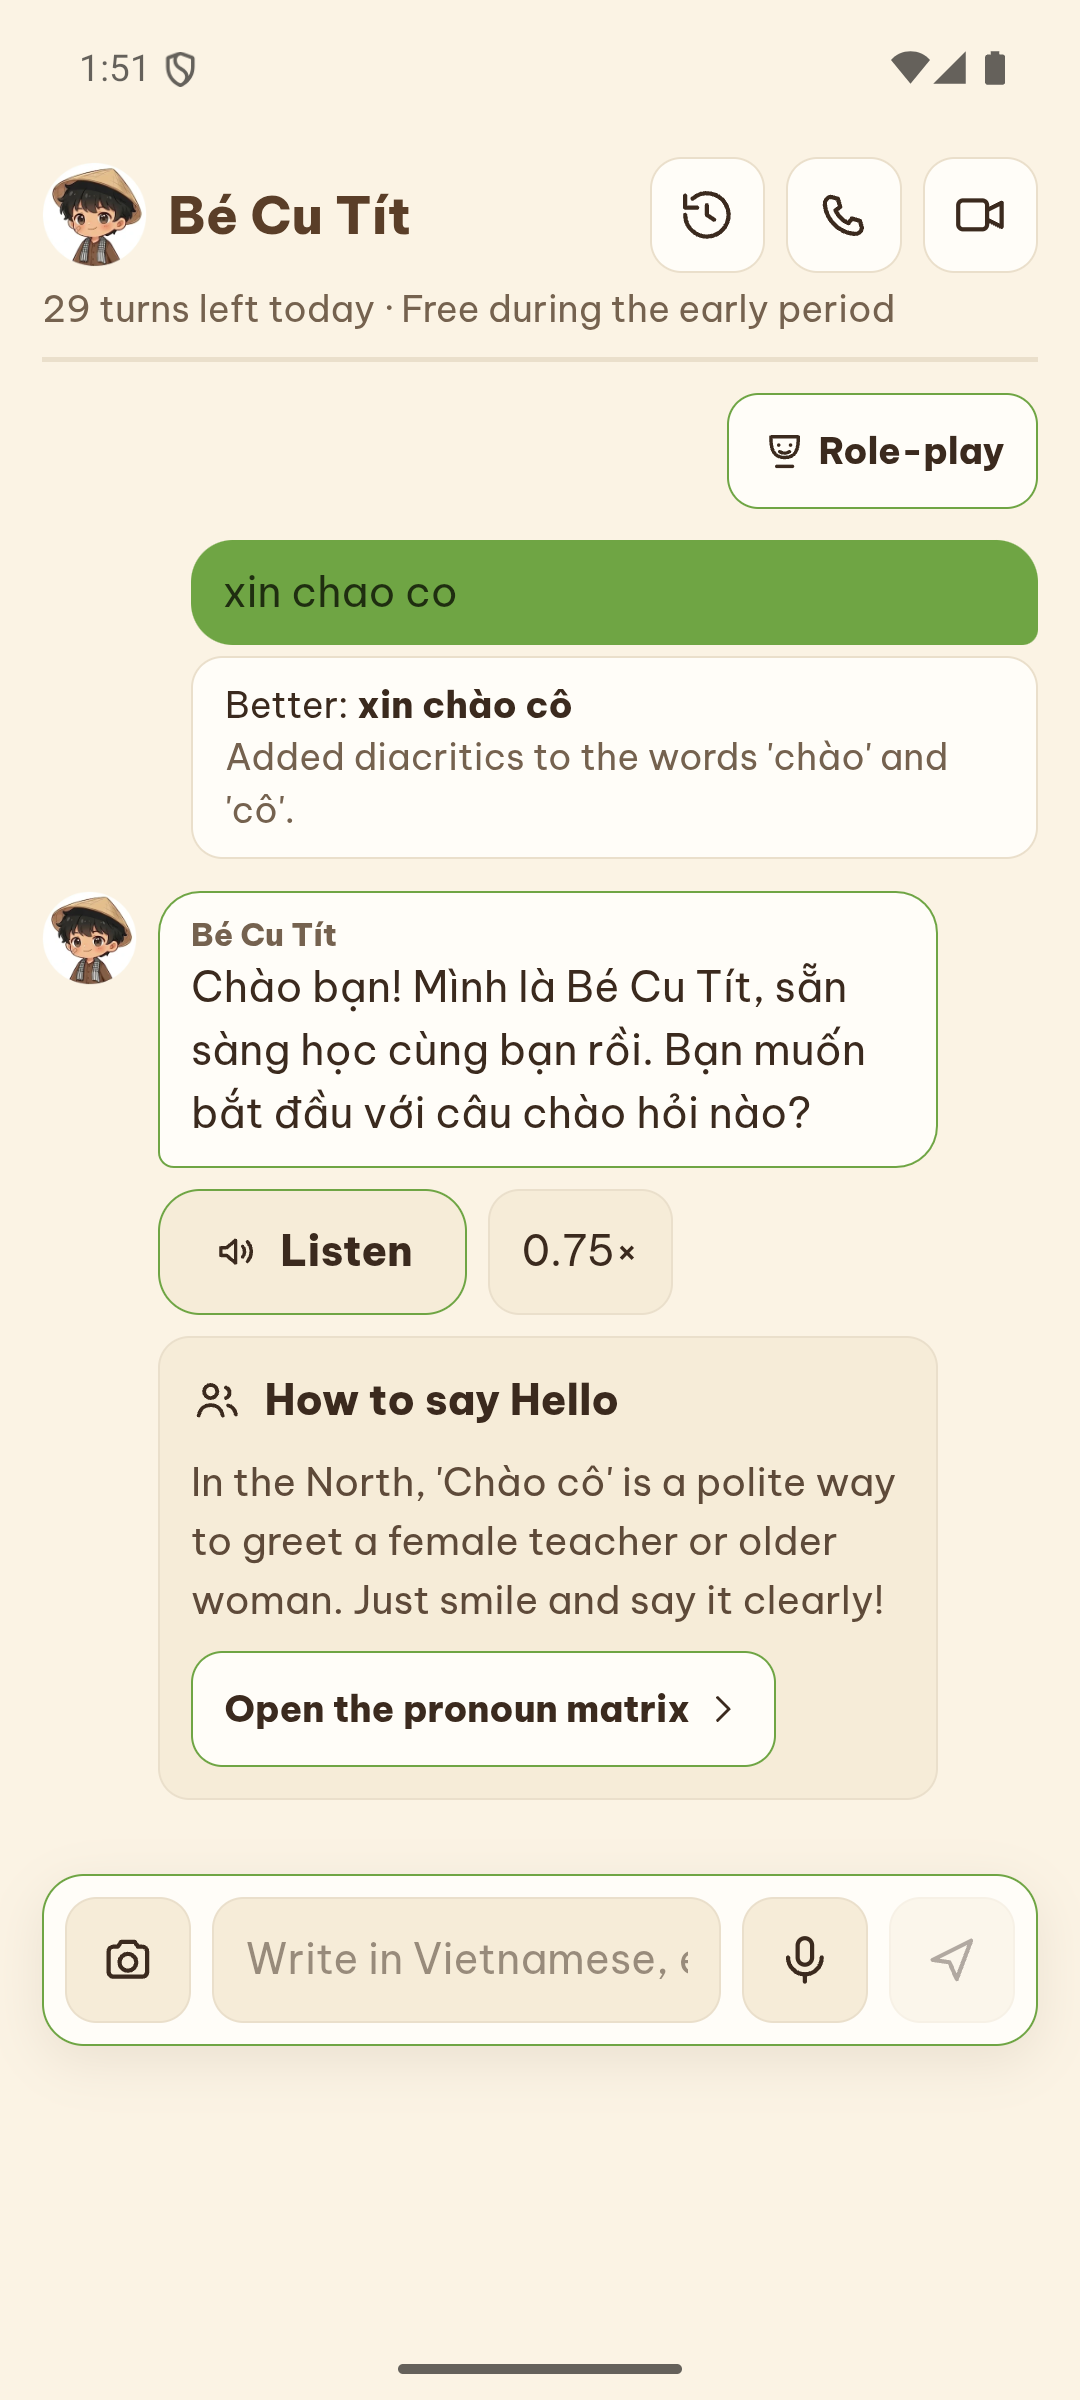 1:51
Bé Cu Tít
29 turns left today · Free during the early period
Role-play
xin chao co
Better: xin chào cô
Added diacritics to the words 'chào' and
'cô'.
Bé Cu Tít
Chào bạn! Mình là Bé Cu Tít, sẵn
sàng học cùng bạn rồi. Bạn muốn
bắt đầu với câu chào hỏi nào?
Listen
0.75×
How to say Hello
In the North, 'Chào cô' is a polite way
to greet a female teacher or older
woman. Just smile and say it clearly!
Open the pronoun matrix
Write in Vietnamese,